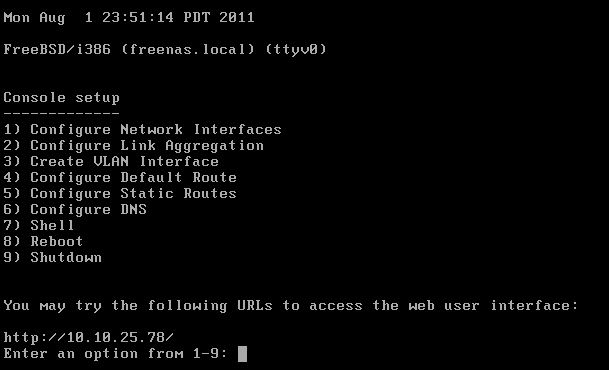 Mon Aug  1 23:51:14 PDT 2011
FreeBSD/i386 (freenas.local) (ttyv0)
Console setup
-------------
1) Configure Network Interfaces
2) Configure Link Aggregation
3) Create VLAN Interface
4) Configure Default Route
5) Configure Static Routes
6) Configure DNS
7) Shell
8) Reboot
9) Shutdown
You may try the following URLs to access the web user interface:
http://10.10.25.78/
Enter an option from 1-9: